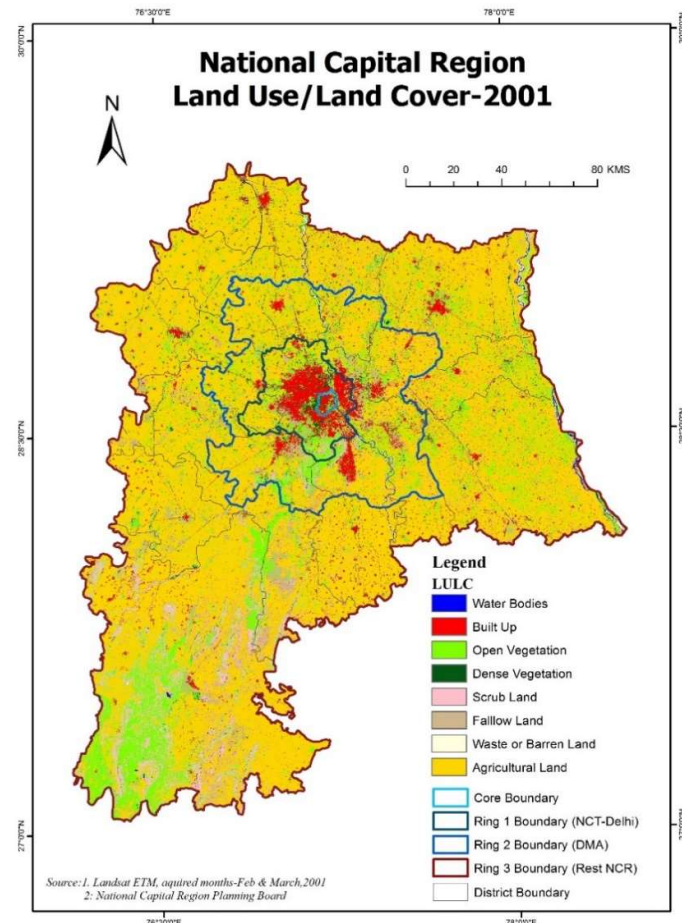 76°30'0"E 78°0'0"E
30°0'0"N
National Capital Region
Land Use/Land Cover-2001
N
0 20 40 80 KMS
28°30'0"N
Legend
LULC
Water Bodies
Built Up
Open Vegetation
Dense Vegetation
Scrub Land
Falllow Land
Waste or Barren Land
Agricultural Land
Core Boundary
Ring 1 Boundary (NCT-Delhi)
Ring 2 Boundary (DMA)
Ring 3 Boundary (Rest NCR)
District Boundary
27°0'0"N 27°0'0"N
Source:1. Landsat ETM, aquired months-Feb & March,2001
2: National Capital Region Planning Board